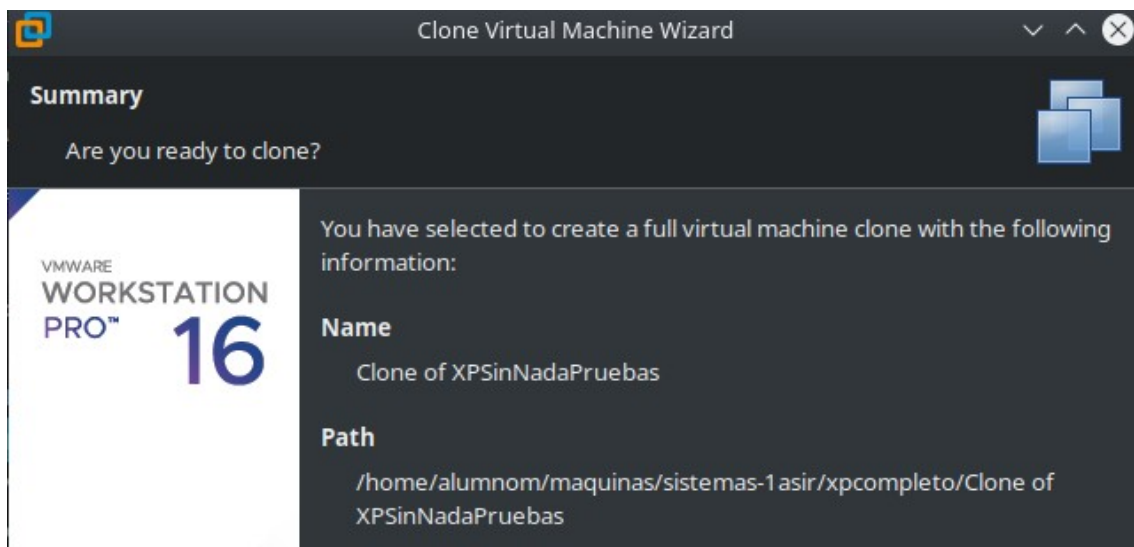 Clone Virtual Machine Wizard
Summary
Are you ready to clone?
VMWARE
WORKSTATION
PRO™ 16
You have selected to create a full virtual machine clone with the following
information:
Name
Clone of XPSinNadaPruebas
Path
/home/alumnom/maquinas/sistemas-1asir/xpcompleto/Clone of
XPSinNadaPruebas